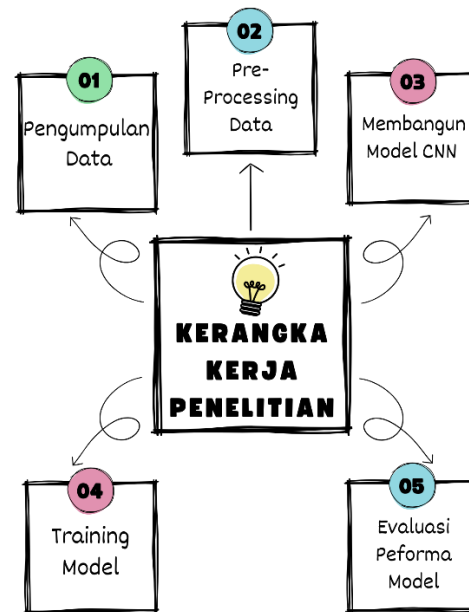 01
Pengumpulan
Data
02
Pre-
Processing
Data
03
Membangun
Model CNN
KERANGKA
KERJA
PENELITIAN
04
Training
Model
05
Evaluasi
Peforma
Model